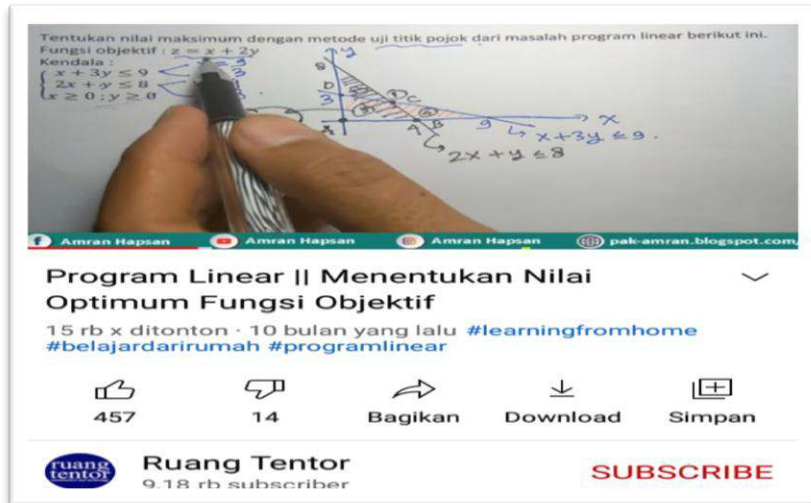 Tentukan nilai maksimum dengan metode uji titik pojok dari masalah program linear berikut ini.
Fungsi objektif : z = x + 2y
Kendala :
x + 3y ≤ 9
2x + y ≤ 8
x ≥ 0 ; y ≥ 0
y
8
D
3
C
A
B
9
x
x+3y ≤ 9.
2x + y ≤ 8
Amran Hapsan
Amran Hapsan
Amran Hapsan
pak-amran.blogspot.com
Program Linear || Menentukan Nilai
Optimum Fungsi Objektif
15 rb x ditonton · 10 bulan yang lalu #learningfromhome
#belajardarirumah #programlinear
457
14
Bagikan
Download
Simpan
ruang
tentor
Ruang Tentor
9.18 rb subscriber
SUBSCRIBE